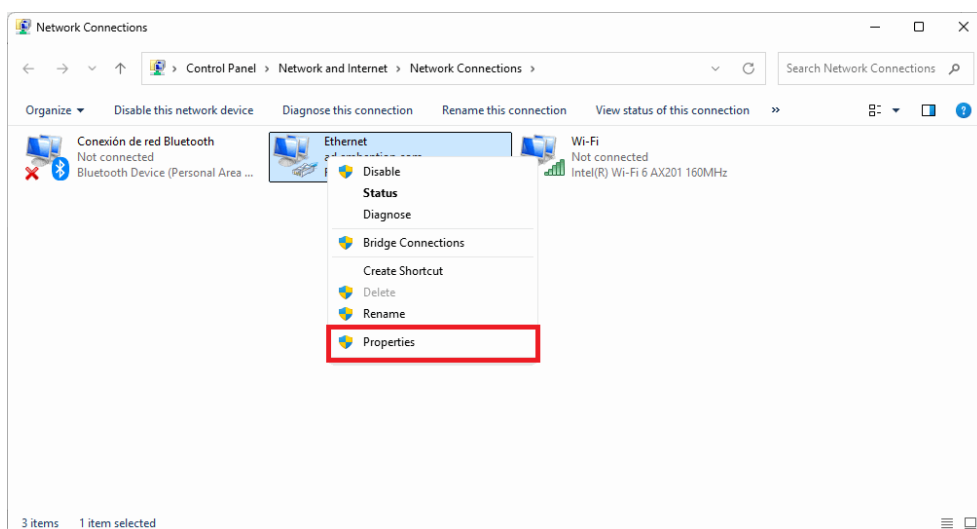 Network Connections
Control Panel > Network and Internet > Network Connections >
Search Network Connections
Organize
Disable this network device
Diagnose this connection
Rename this connection
View status of this connection
»
Conexión de red Bluetooth
Not connected
Bluetooth Device (Personal Area ...
Ethernet
Wi-Fi
Not connected
Intel(R) Wi-Fi 6 AX201 160MHz
Disable
Status
Diagnose
Bridge Connections
Create Shortcut
Delete
Rename
Properties
3 items
1 item selected